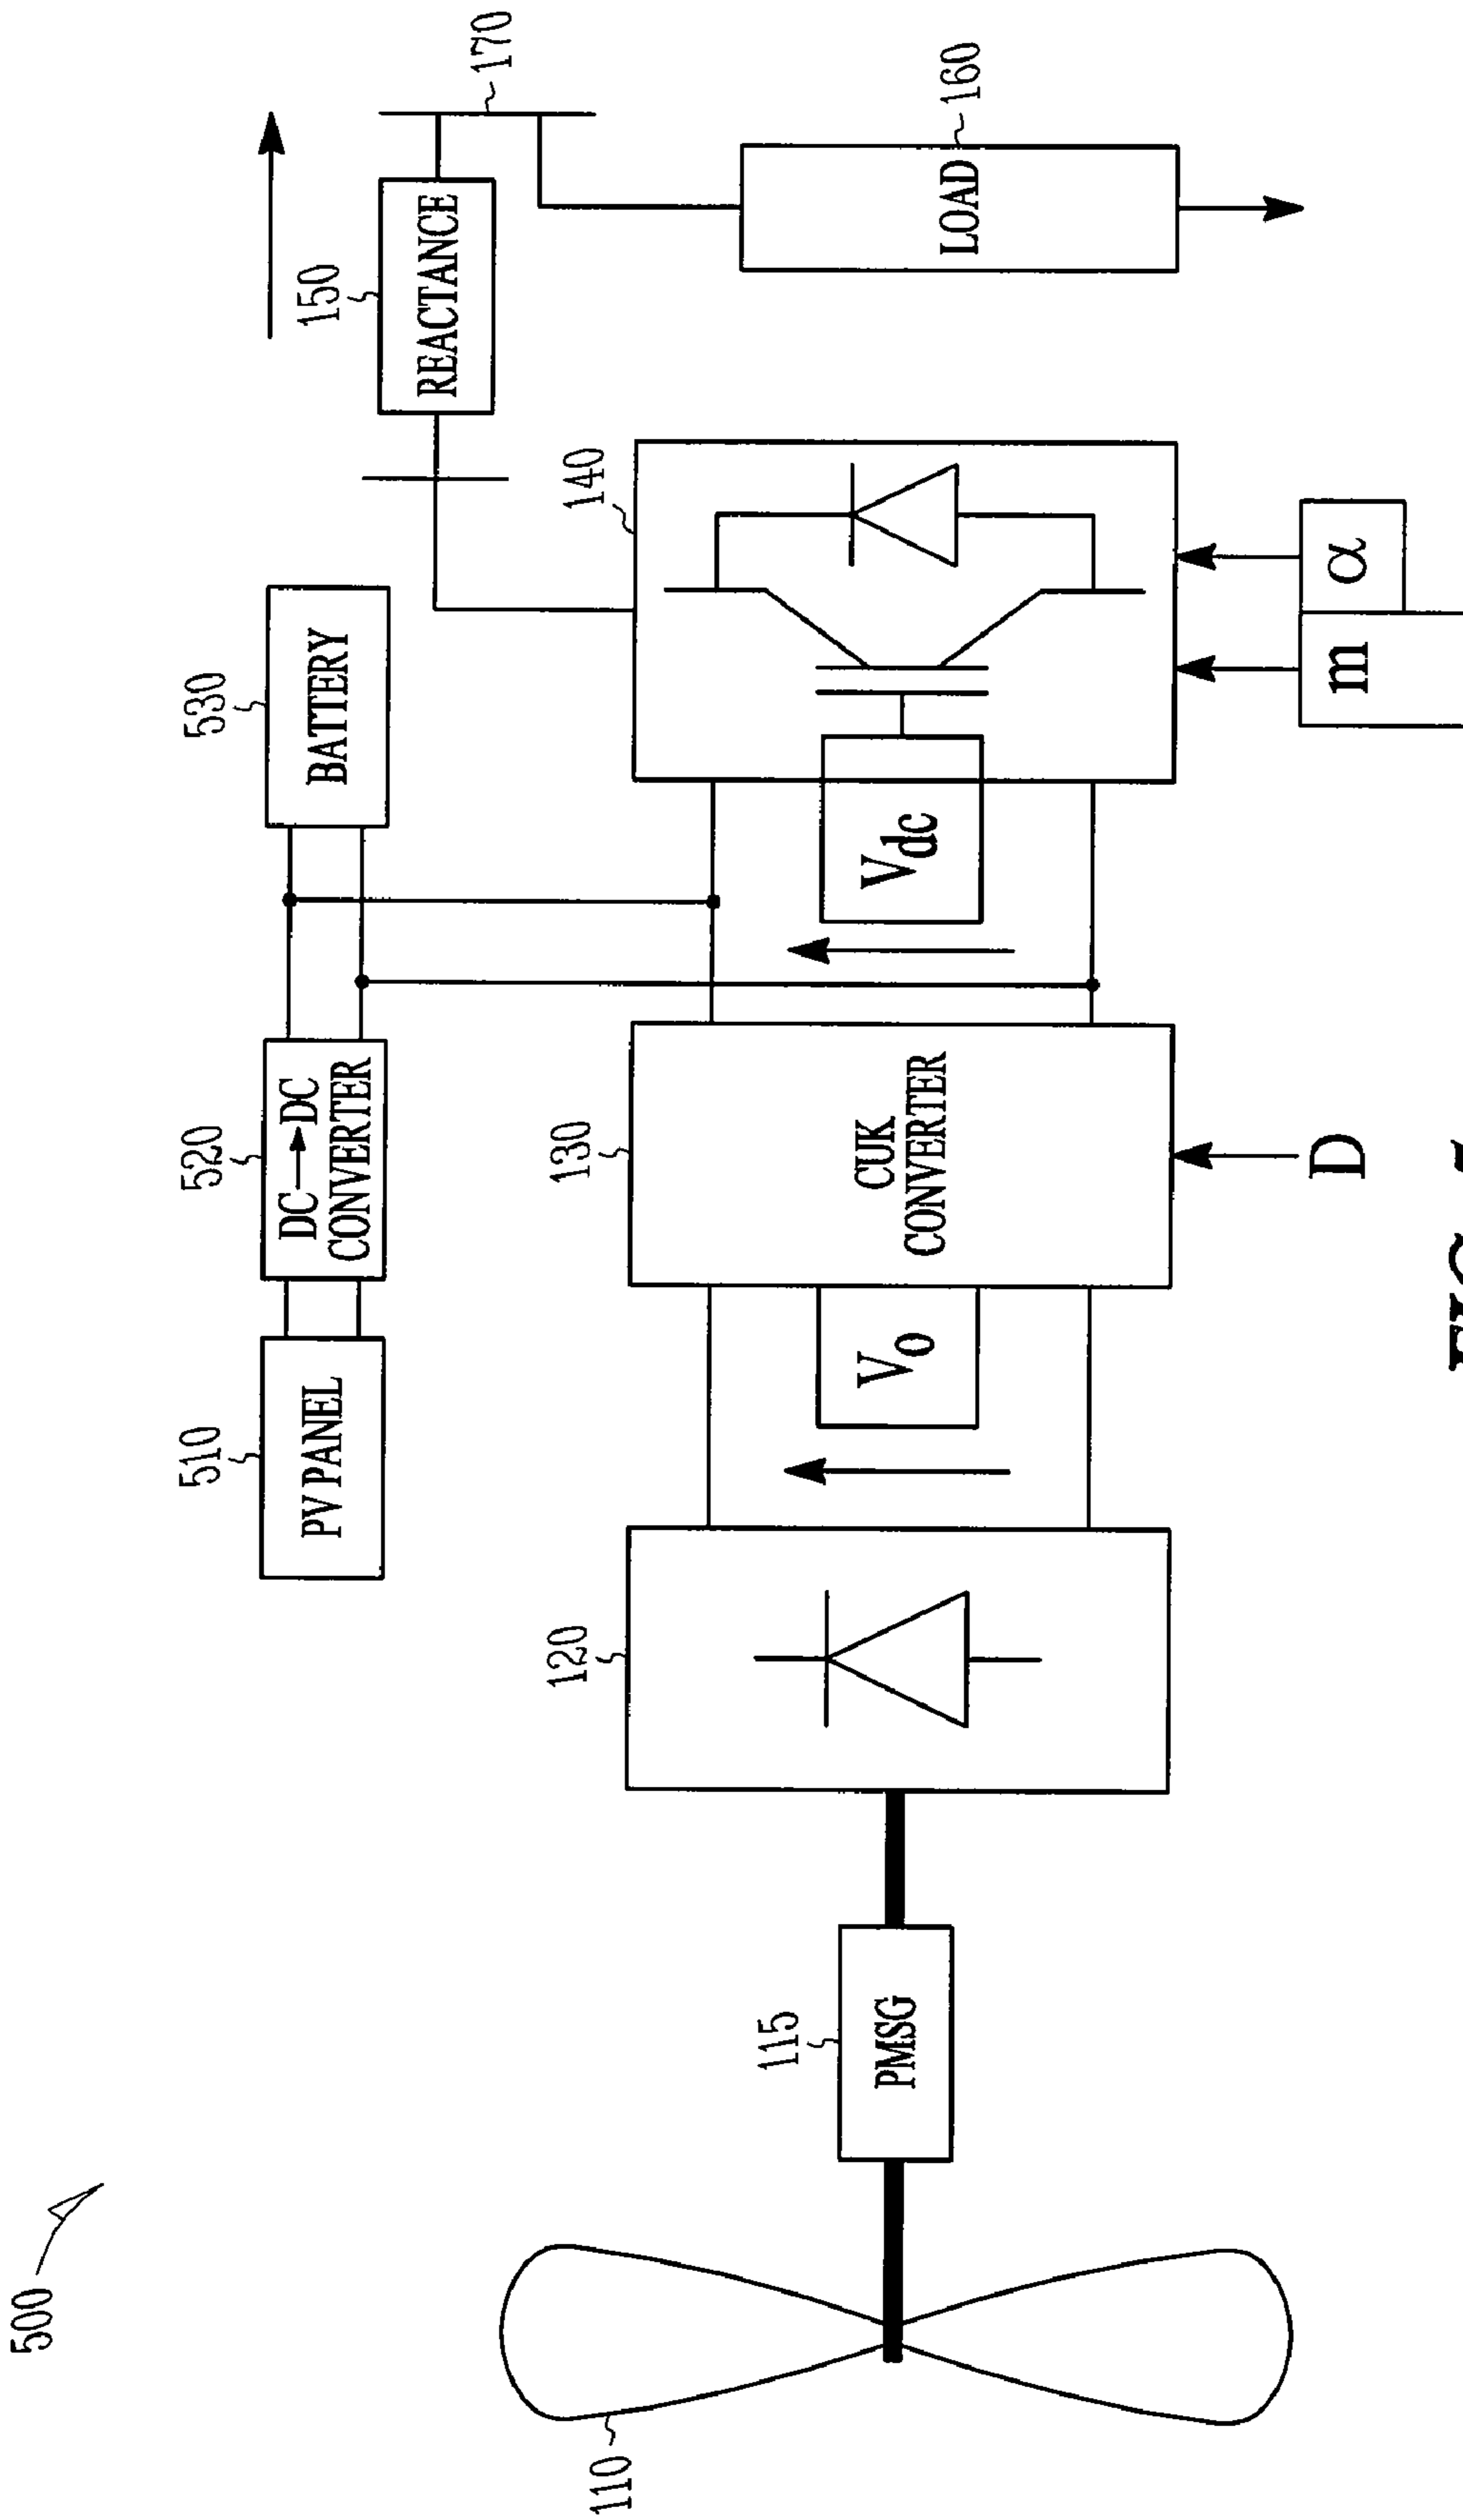 500
510
PV PANEL
520
DC → DC
CONVERTER
530
BATTERY
150
REACTANCE
170
110
115
PMSG
120
Vo
130
CUK
CONVERTER
D
Vdc
140
m
α
LOAD
160